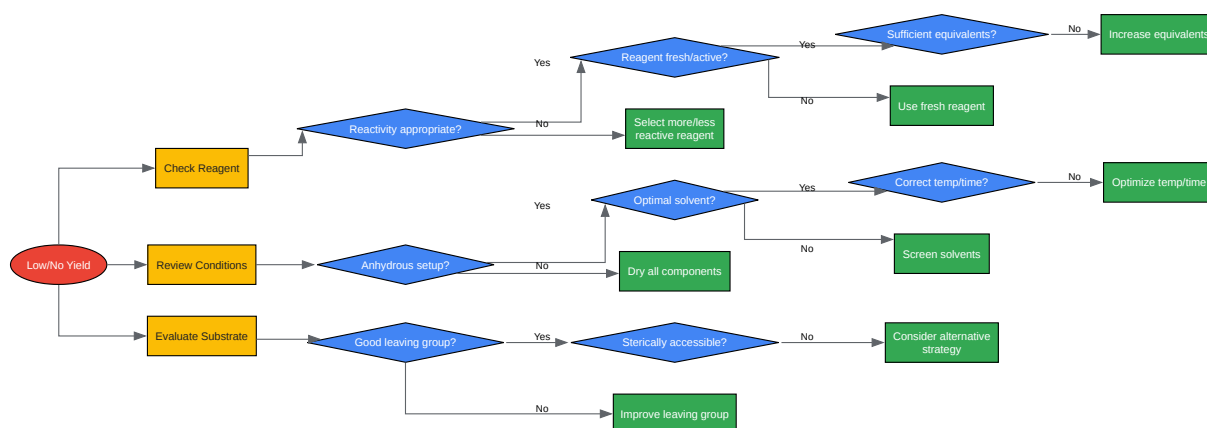 Sufficient equivalents?
No
Increase equivalents
Yes
Reagent fresh/active?
Yes
No
Use fresh reagent
Reactivity appropriate?
No
Select more/less
reactive reagent
Check Reagent
Correct temp/time?
No
Optimize temp/time
Yes
Optimal solvent?
Yes
No
Screen solvents
Low/No Yield
Review Conditions
Anhydrous setup?
No
Dry all components
Evaluate Substrate
Good leaving group?
Yes
Sterically accessible?
No
Consider alternative
strategy
No
Improve leaving group